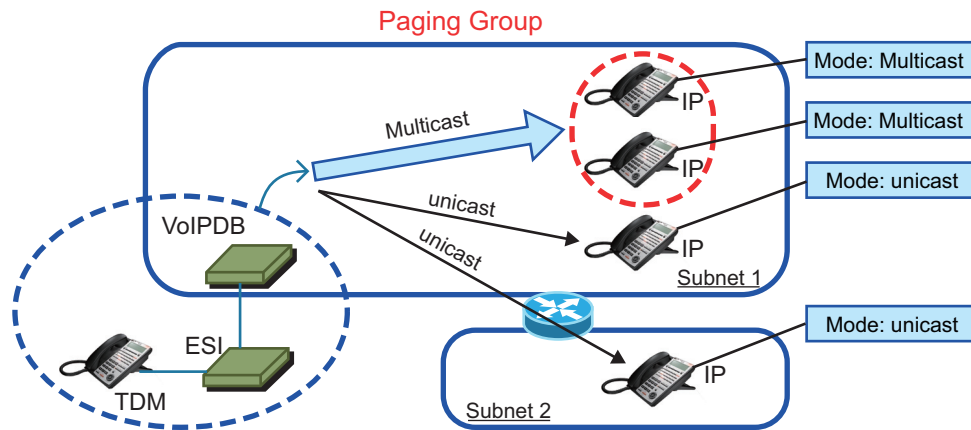 Paging Group
Mode: Multicast
IP
Multicast
Mode: Multicast
IP
Mode: unicast
unicast
VoIPDB
unicast
IP
Subnet 1
Mode: unicast
ESI
IP
TDM
Subnet 2